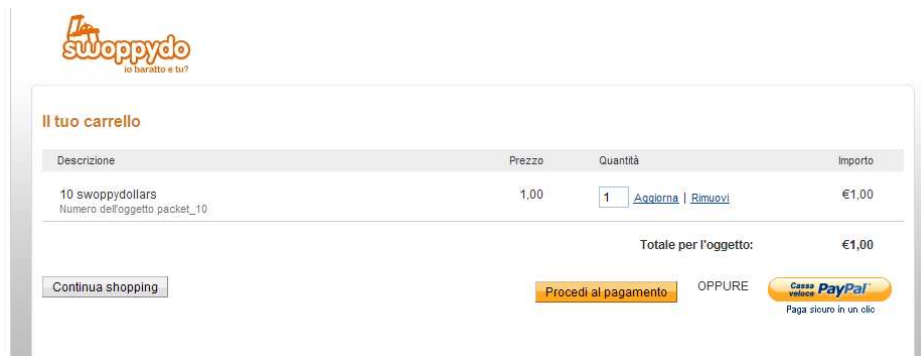 swoppydo
io baratto e tu?
Il tuo carrello
Descrizione Prezzo Quantità Importo
10 swoppydollars 1,00 1 Aggiorna | Rimuovi €1,00
Numero dell'oggetto packet_10
Totale per l'oggetto: €1,00
Continua shopping Procedi al pagamento OPPURE Cassa veloce PayPal
Paga sicuro in un clic